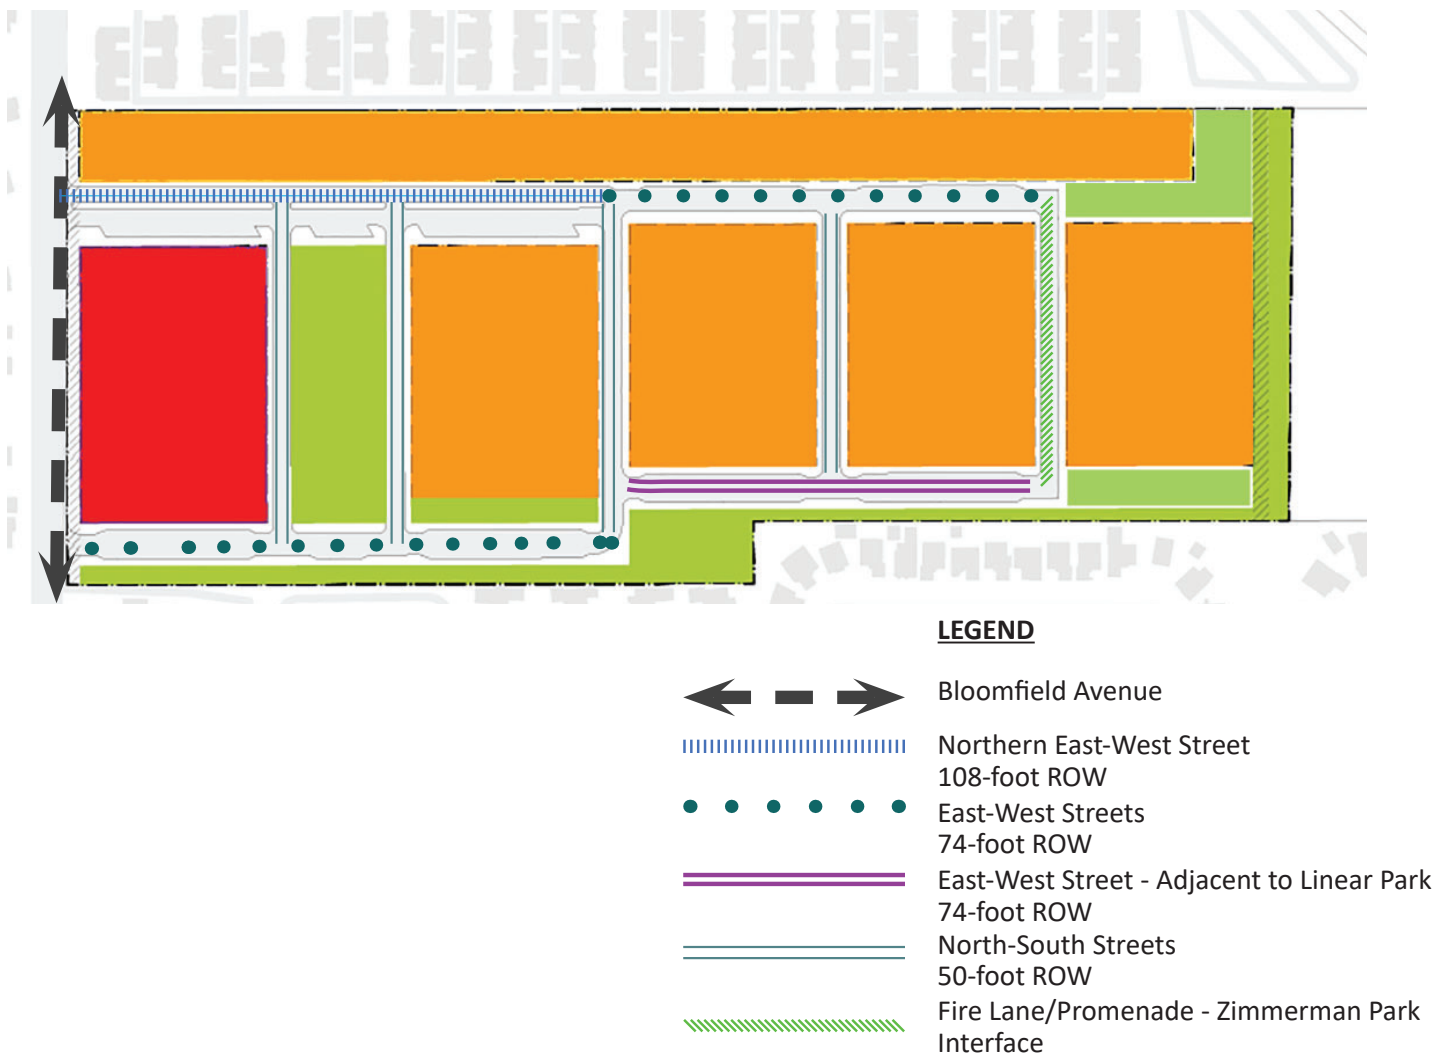 LEGEND
Bloomfield Avenue
Northern East-West Street
108-foot ROW
East-West Streets
74-foot ROW
East-West Street - Adjacent to Linear Park
74-foot ROW
North-South Streets
50-foot ROW
Fire Lane/Promenade - Zimmerman Park
Interface